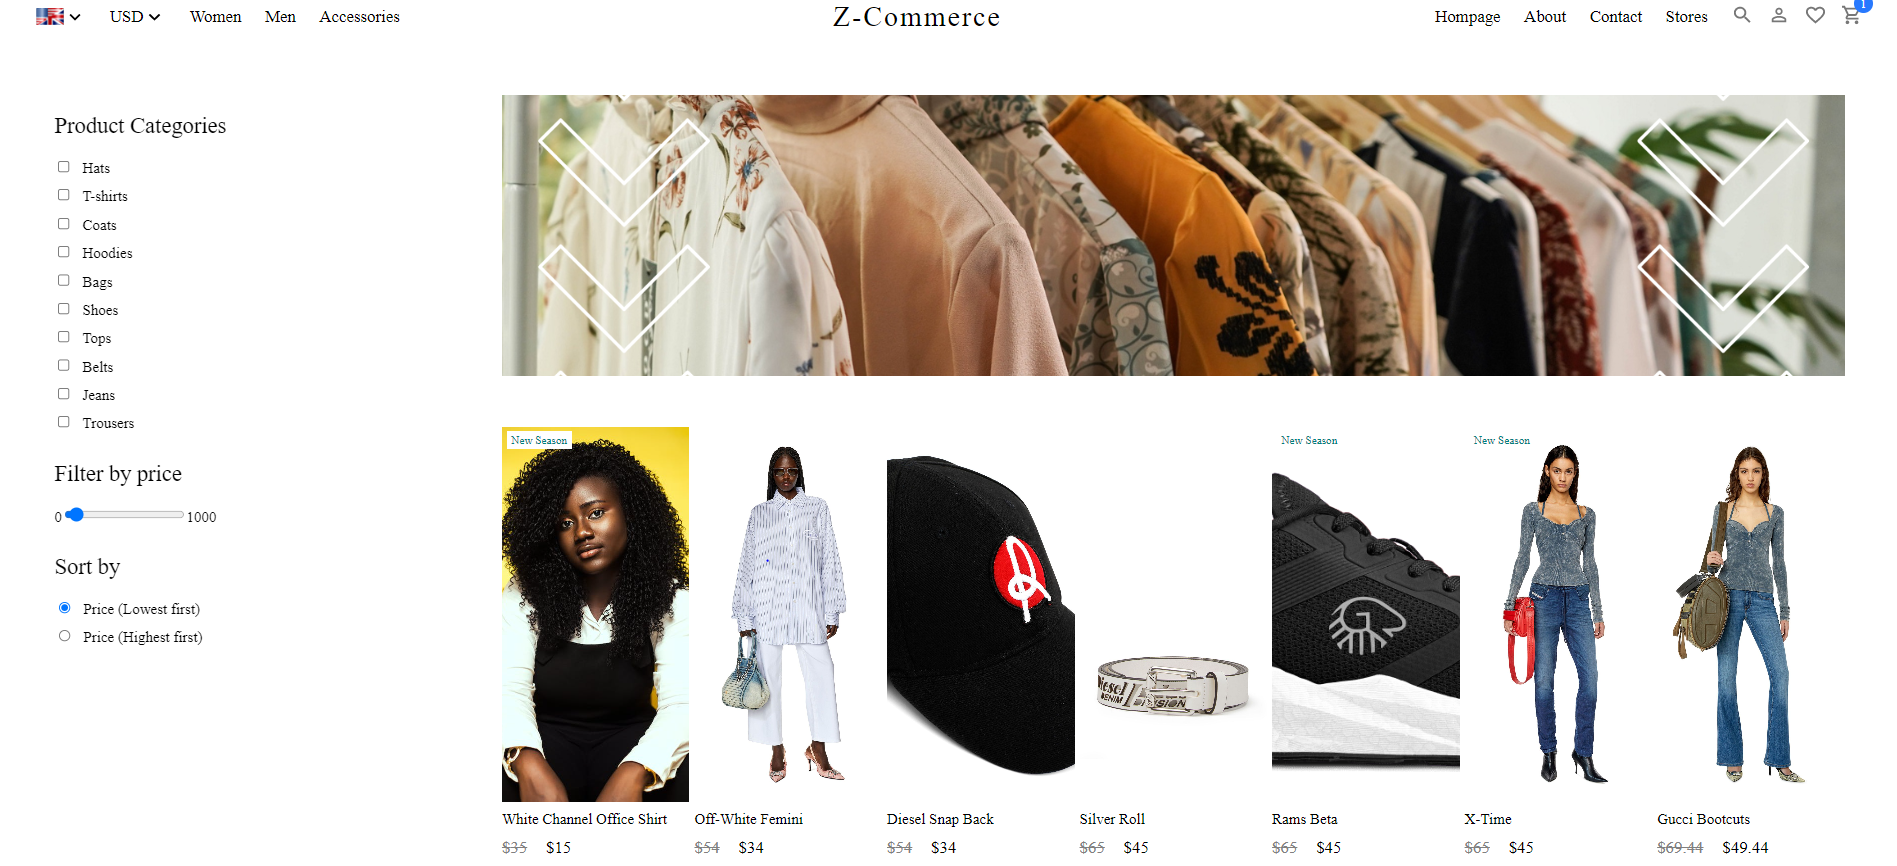 USD Women Men Accessories Z-Commerce Hompage About Contact Stores 1
Product Categories
Hats
T-shirts
Coats
Hoodies
Bags
Shoes
Tops
Belts
Jeans
Trousers
Filter by price
0 1000
Sort by
Price (Lowest first)
Price (Highest first)
New Season
New Season
New Season
Diesel
DENIM DIVISION
White Channel Office Shirt
$35 $15
Off-White Femini
$54 $34
Diesel Snap Back
$54 $34
Silver Roll
$65 $45
Rams Beta
$65 $45
X-Time
$65 $45
Gucci Bootcuts
$69.44 $49.44